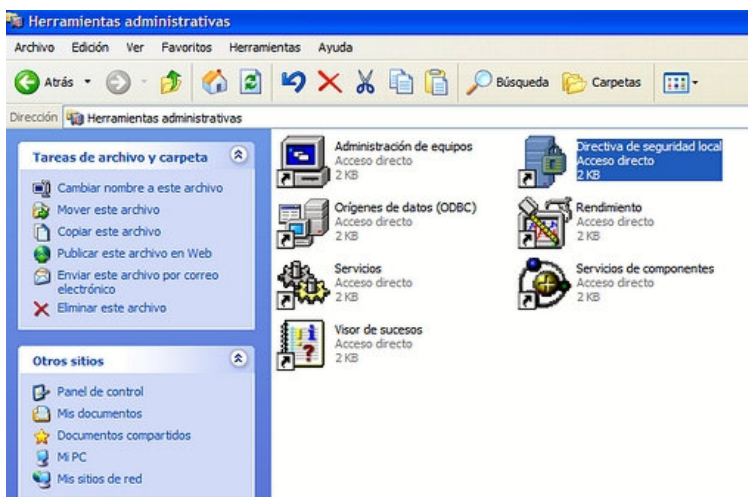 Herramientas administrativas
Archivo Edición Ver Favoritos Herramientas Ayuda
Atrás Búsqueda Carpetas
Dirección Herramientas administrativas
Tareas de archivo y carpeta
Cambiar nombre a este archivo
Mover este archivo
Copiar este archivo
Publicar este archivo en Web
Enviar este archivo por correo
electrónico
Eliminar este archivo
Otros sitios
Panel de control
Mis documentos
Documentos compartidos
Mi PC
Mis sitios de red
Administración de equipos
Acceso directo
2 KB
Directiva de seguridad local
Acceso directo
2 KB
Orígenes de datos (ODBC)
Acceso directo
2 KB
Rendimiento
Acceso directo
2 KB
Servicios
Acceso directo
2 KB
Servicios de componentes
Acceso directo
2 KB
Visor de sucesos
Acceso directo
2 KB